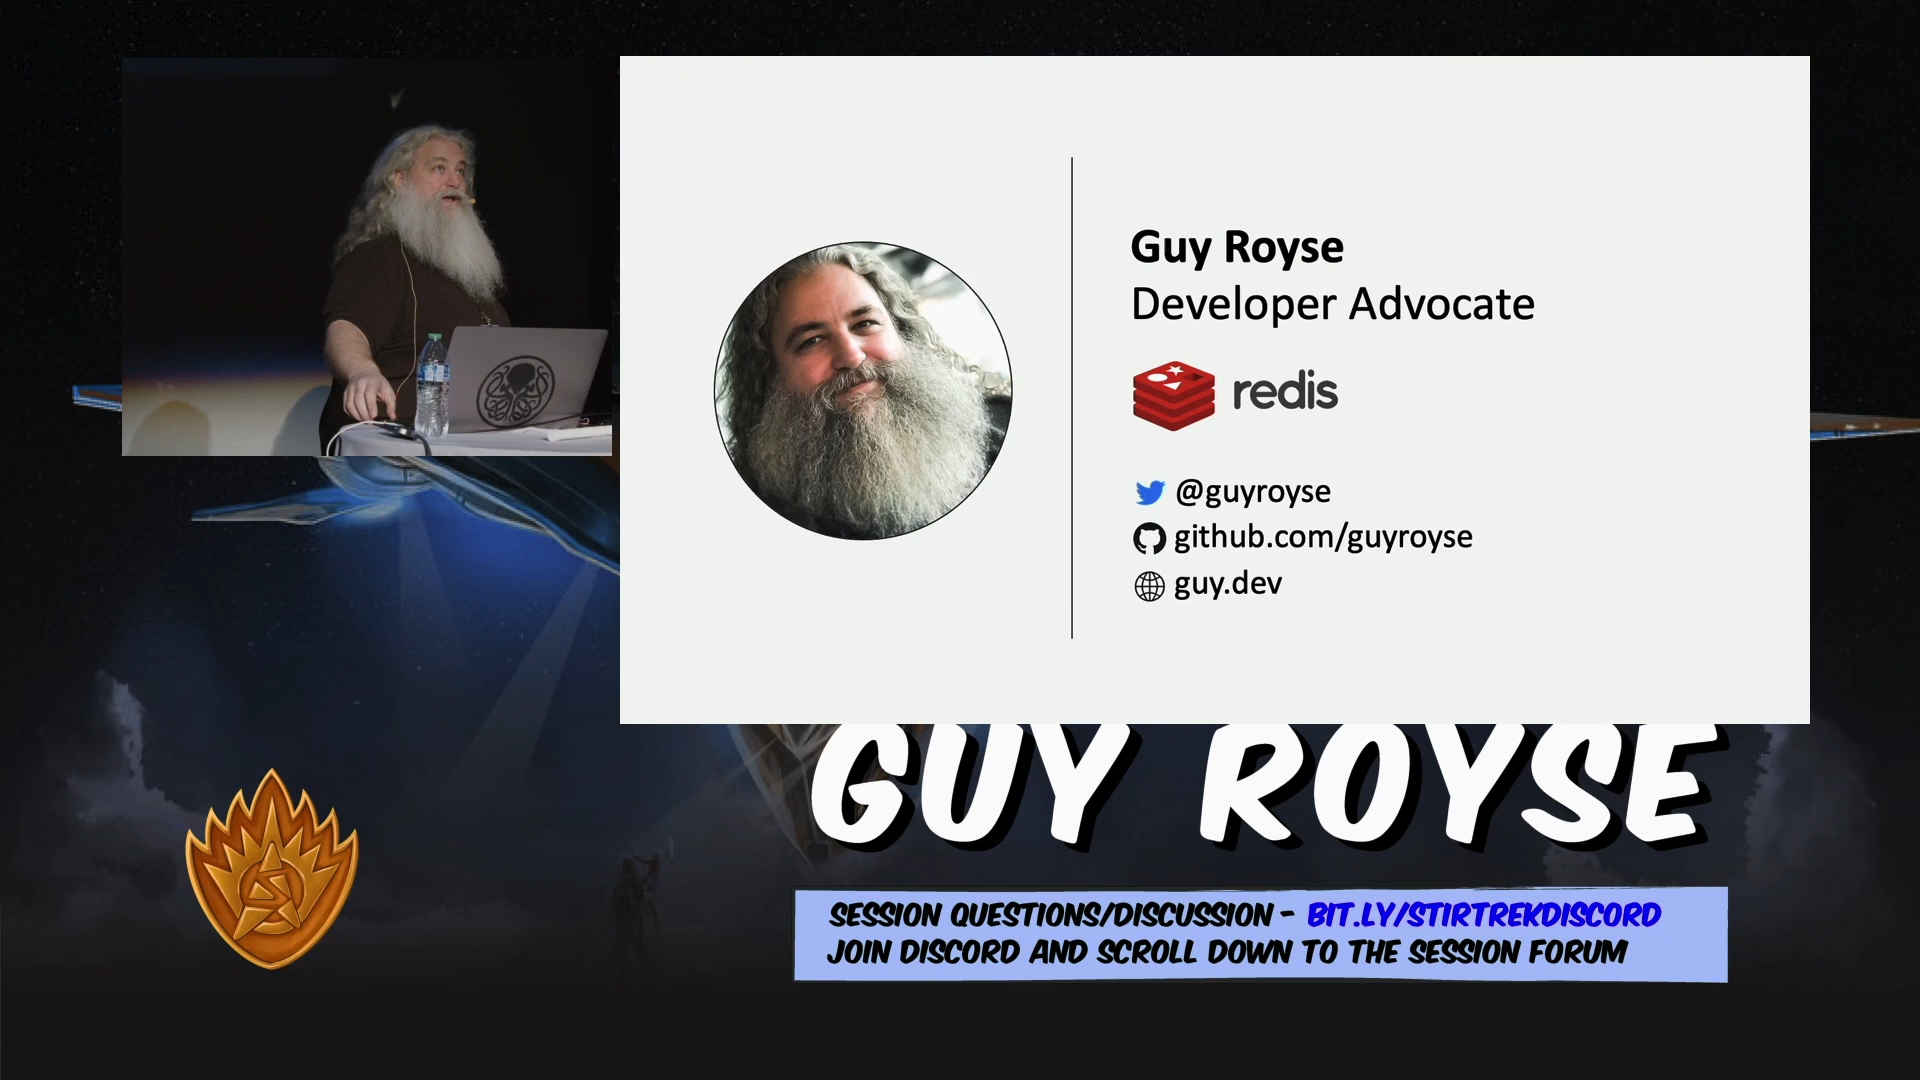 Guy Royse
Developer Advocate
redis
@guyroyse
github.com/guyroyse
guy.dev
GUY ROYSE
SESSION QUESTIONS/DISCUSSION - BIT.LY/STIRTREKDISCORD
JOIN DISCORD AND SCROLL DOWN TO THE SESSION FORUM